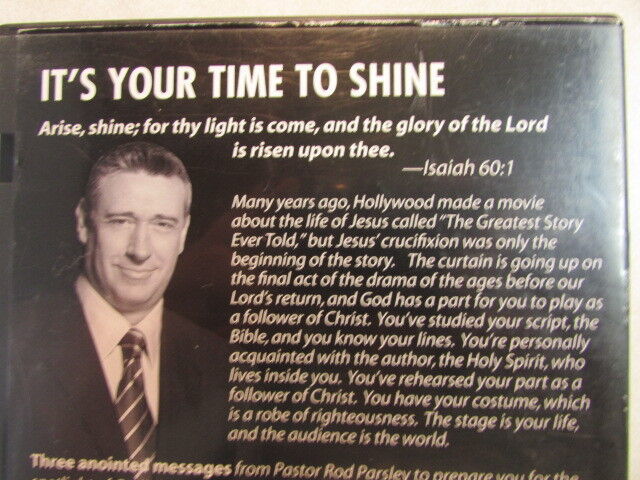 IT'S YOUR TIME TO SHINE
Arise, shine; for thy light is come, and the glory of the Lord
is risen upon thee.
—Isaiah 60:1
Many years ago, Hollywood made a movie
about the life of Jesus called "The Greatest Story
Ever Told," but Jesus' crucifixion was only the
beginning of the story. The curtain is going up on
the final act of the drama of the ages before our
Lord's return, and God has a part for you to play as
a follower of Christ. You've studied your script, the
Bible, and you know your lines. You're personally
acquainted with the author, the Holy Spirit, who
lives inside you. You've rehearsed your part as a
follower of Christ. You have your costume, which
is a robe of righteousness. The stage is your life,
and the audience is the world.
Three anointed messages from Pastor Rod Parsley to prepare you for the